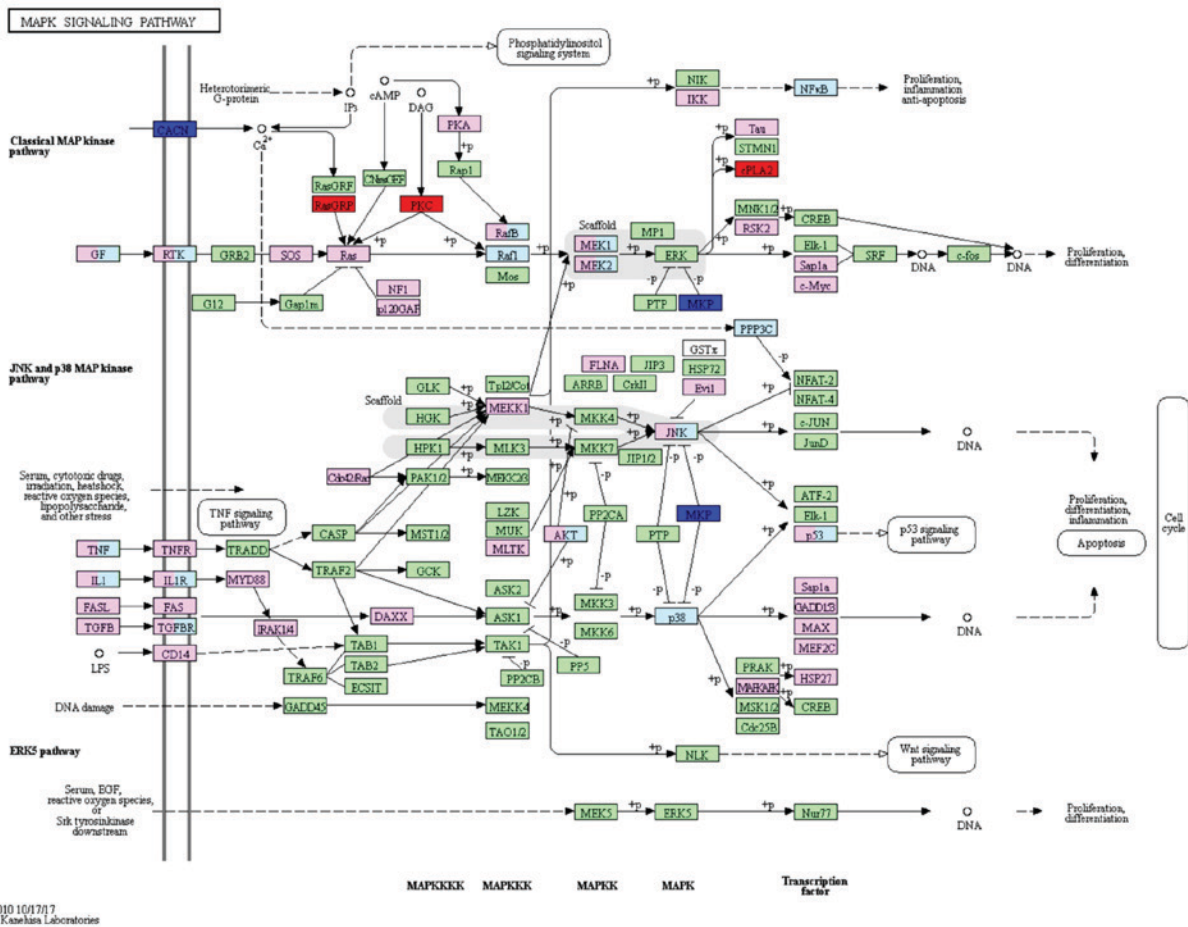 MAPK SIGNALING PATHWAY
Phosphatidylinositol
signaling system
Heterotorimeric
G-protein
IP3
cAMP
DAG
+p
NIK
IKK
NFκB
Proliferation,
inflammation
anti-apoptosis
Classical MAP kinase
pathway
CACN
Ca2+
PKA
+p
Rap1
+p
Tau
STMN1
+p
cPLA2
RasGRF
CNrasGEF
RasGRP
PKC
RafB
Scaffold
MP1
MNK1/2
+p
RSK2
CREB
GF
RTK
GRB2
SOS
Ras
+p
+p
Raf1
Mos
+p
MEK1
MEK2
+p
ERK
+p
+p
Elk-1
Sap1a
c-Myc
SRF
DNA
c-fos
DNA
Proliferation,
differentiation
G12
Gap1m
NF1
p120GAP
+p
-p
-p
PTP
MKP
PPP3C
-p
JNK and p38 MAP kinase
pathway
GSTπ
FLNA
JIP3
HSP72
ARRB
CrkII
Evi1
NFAT-2
NFAT-4
Scaffold
GLK
+p
Tpl2/Cot
MEKK1
HGK
+p
MKK4
+p
JNK
+p
c-JUN
JunD
DNA
HPK1
+p
MLK3
MKK7
+p
JIP1/2
Cdc42/Rac
PAK1/2
+p
MEKK2/3
-p
-p
-p
Serum, cytotoxic drugs,
irradiation, heatshock,
reactive oxygen species,
lipopolysaccharide,
and other stress
TNF signaling
pathway
LZK
MUK
MLTK
+p
AKT
PP2CA
PTP
MKP
+p
ATF-2
Elk-1
p53
p53 signaling
pathway
Proliferation,
differentiation,
inflammation
Apoptosis
Cell
cycle
CASP
MST1/2
TNF
TNFR
TRADD
TRAF2
GCK
+p
-p
-p
-p
IL1
IL1R
MYD88
ASK2
MKK3
MKK6
FASL
FAS
DAXX
ASK1
+p
+p
p38
+p
Sap1a
GADD153
MAX
MEF2C
DNA
TGFB
TGFBR
IRAK1/4
TAB1
TAK1
-p
-p
PP5
PP2CB
LPS
CD14
TAB2
ECSIT
TRAF6
+p
PRAK
MAPKAPK
MSK1/2
Cdc25B
+p
HSP27
+p
CREB
DNA damage
GADD45
MEKK4
TAO1/2
ERK5 pathway
+p
NLK
Wnt signaling
pathway
Serum, EGF,
reactive oxygen species,
or
Srk tyrosinkinase
downstream
MEK5
+p
ERK5
+p
Nur77
DNA
Proliferation,
differentiation
MAPKKKK
MAPKKK
MAPKK
MAPK
Transcription
factor
010 10/17/17
Kanehisa Laboratories